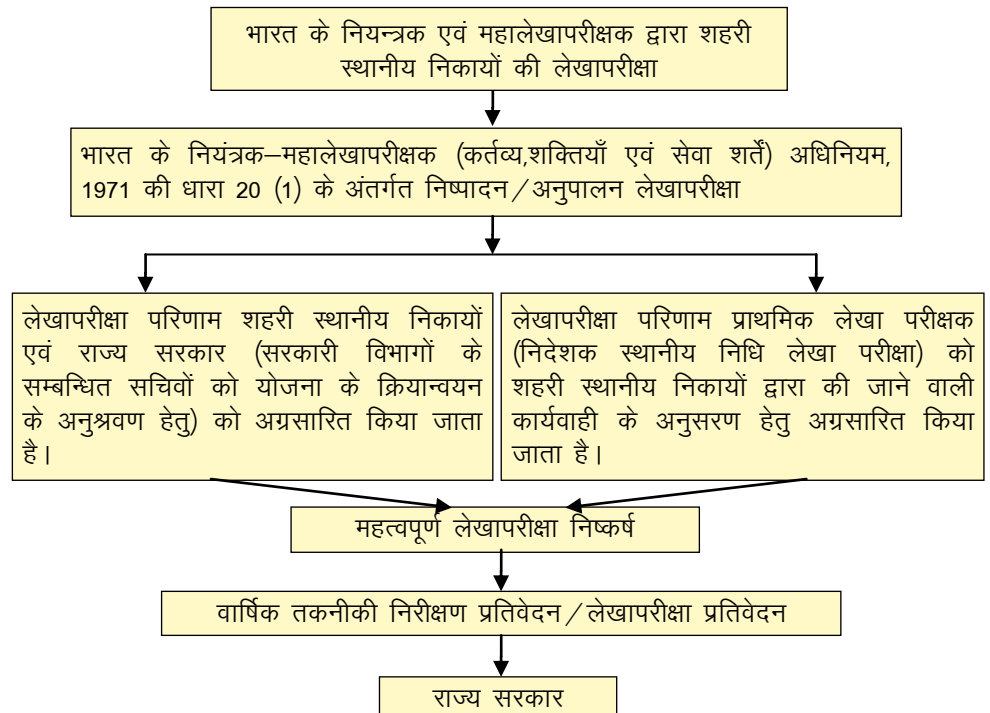 भारत के नियन्त्रक एवं महालेखापरीक्षक द्वारा शहरी
स्थानीय निकायों की लेखापरीक्षा
भारत के नियंत्रक–महालेखापरीक्षक (कर्तव्य,शक्तियाँ एवं सेवा शर्तें) अधिनियम,
1971 की धारा 20 (1) के अंतर्गत निष्पादन/अनुपालन लेखापरीक्षा
लेखापरीक्षा परिणाम शहरी स्थानीय निकायों
एवं राज्य सरकार (सरकारी विभागों के
सम्बन्धित सचिवों को योजना के क्रियान्वयन
के अनुश्रवण हेतु) को अग्रसारित किया जाता
है।
लेखापरीक्षा परिणाम प्राथमिक लेखा परीक्षक
(निदेशक स्थानीय निधि लेखा परीक्षा) को
शहरी स्थानीय निकायों द्वारा की जाने वाली
कार्यवाही के अनुसरण हेतु अग्रसारित किया
जाता है।
महत्वपूर्ण लेखापरीक्षा निष्कर्ष
वार्षिक तकनीकी निरीक्षण प्रतिवेदन/लेखापरीक्षा प्रतिवेदन
राज्य सरकार